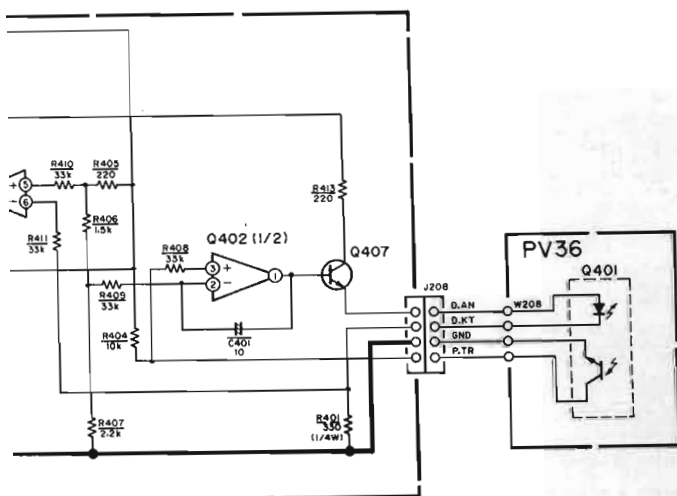 R410
33k
R405
220
+
5
-
6
R406
1.5k
R411
33k
R413
220
Q402 (1/2)
Q407
R408
33k
3
+
2
-
1
R409
33k
C401
10
R404
10k
R407
2.2k
R401
330
(1/4W)
J208
D.AN
D.KT
GND
P.TR
W208
PV36
Q401